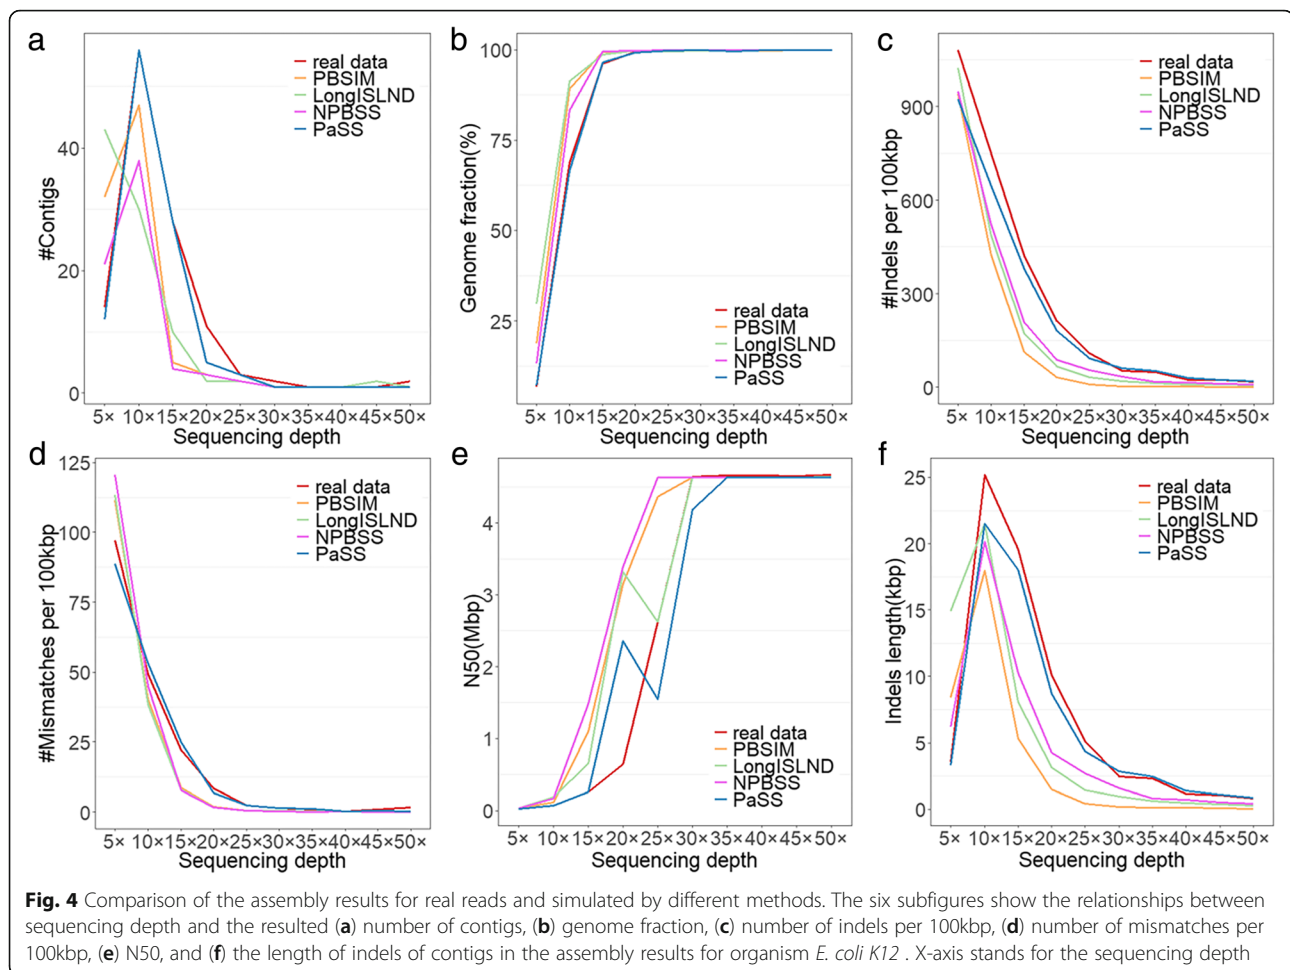 a
#Contigs
40
20
0
real data
PBSIM
LongISLND
NPBSS
PaSS
5× 10×15×20×25×30×35×40×45×50×
Sequencing depth
b
Genome fraction(%)
100
75
50
25
real data
PBSIM
LongISLND
NPBSS
PaSS
5× 10×15×20×25×30×35×40×45×50×
Sequencing depth
c
#Indels per 100kbp
900
600
300
0
real data
PBSIM
LongISLND
NPBSS
PaSS
5× 10×15×20×25×30×35×40×45×50×
Sequencing depth
d
#Mismatches per 100kbp
125
100
75
50
25
0
real data
PBSIM
LongISLND
NPBSS
PaSS
5× 10×15×20×25×30×35×40×45×50×
Sequencing depth
e
N50(Mbp)
4
3
2
1
0
real data
PBSIM
LongISLND
NPBSS
PaSS
5× 10×15×20×25×30×35×40×45×50×
Sequencing depth
f
Indels length(kbp)
25
20
15
10
5
0
real data
PBSIM
LongISLND
NPBSS
PaSS
5× 10×15×20×25×30×35×40×45×50×
Sequencing depth
Fig. 4 Comparison of the assembly results for real reads and simulated by different methods. The six subfigures show the relationships between
sequencing depth and the resulted (a) number of contigs, (b) genome fraction, (c) number of indels per 100kbp, (d) number of mismatches per
100kbp, (e) N50, and (f) the length of indels of contigs in the assembly results for organism E. coli K12 . X-axis stands for the sequencing depth